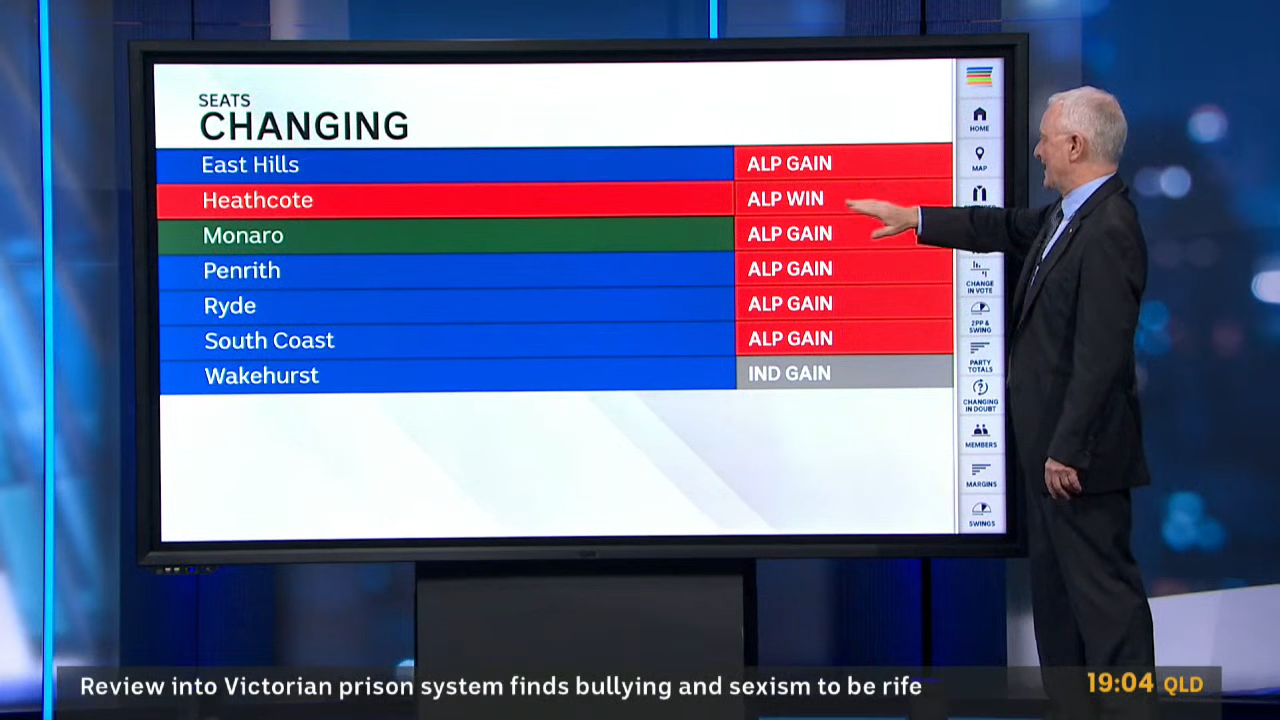 SEATS
CHANGING
East Hills ALP GAIN
Heathcote ALP WIN
Monaro ALP GAIN
Penrith ALP GAIN
Ryde ALP GAIN
South Coast ALP GAIN
Wakehurst IND GAIN
HOME
MAP
CHANGE
IN VOTE
2PP &
SWING
PARTY
TOTALS
CHANGING
IN DOUBT
MEMBERS
MARGINS
SWINGS
Review into Victorian prison system finds bullying and sexism to be rife
19:04 QLD